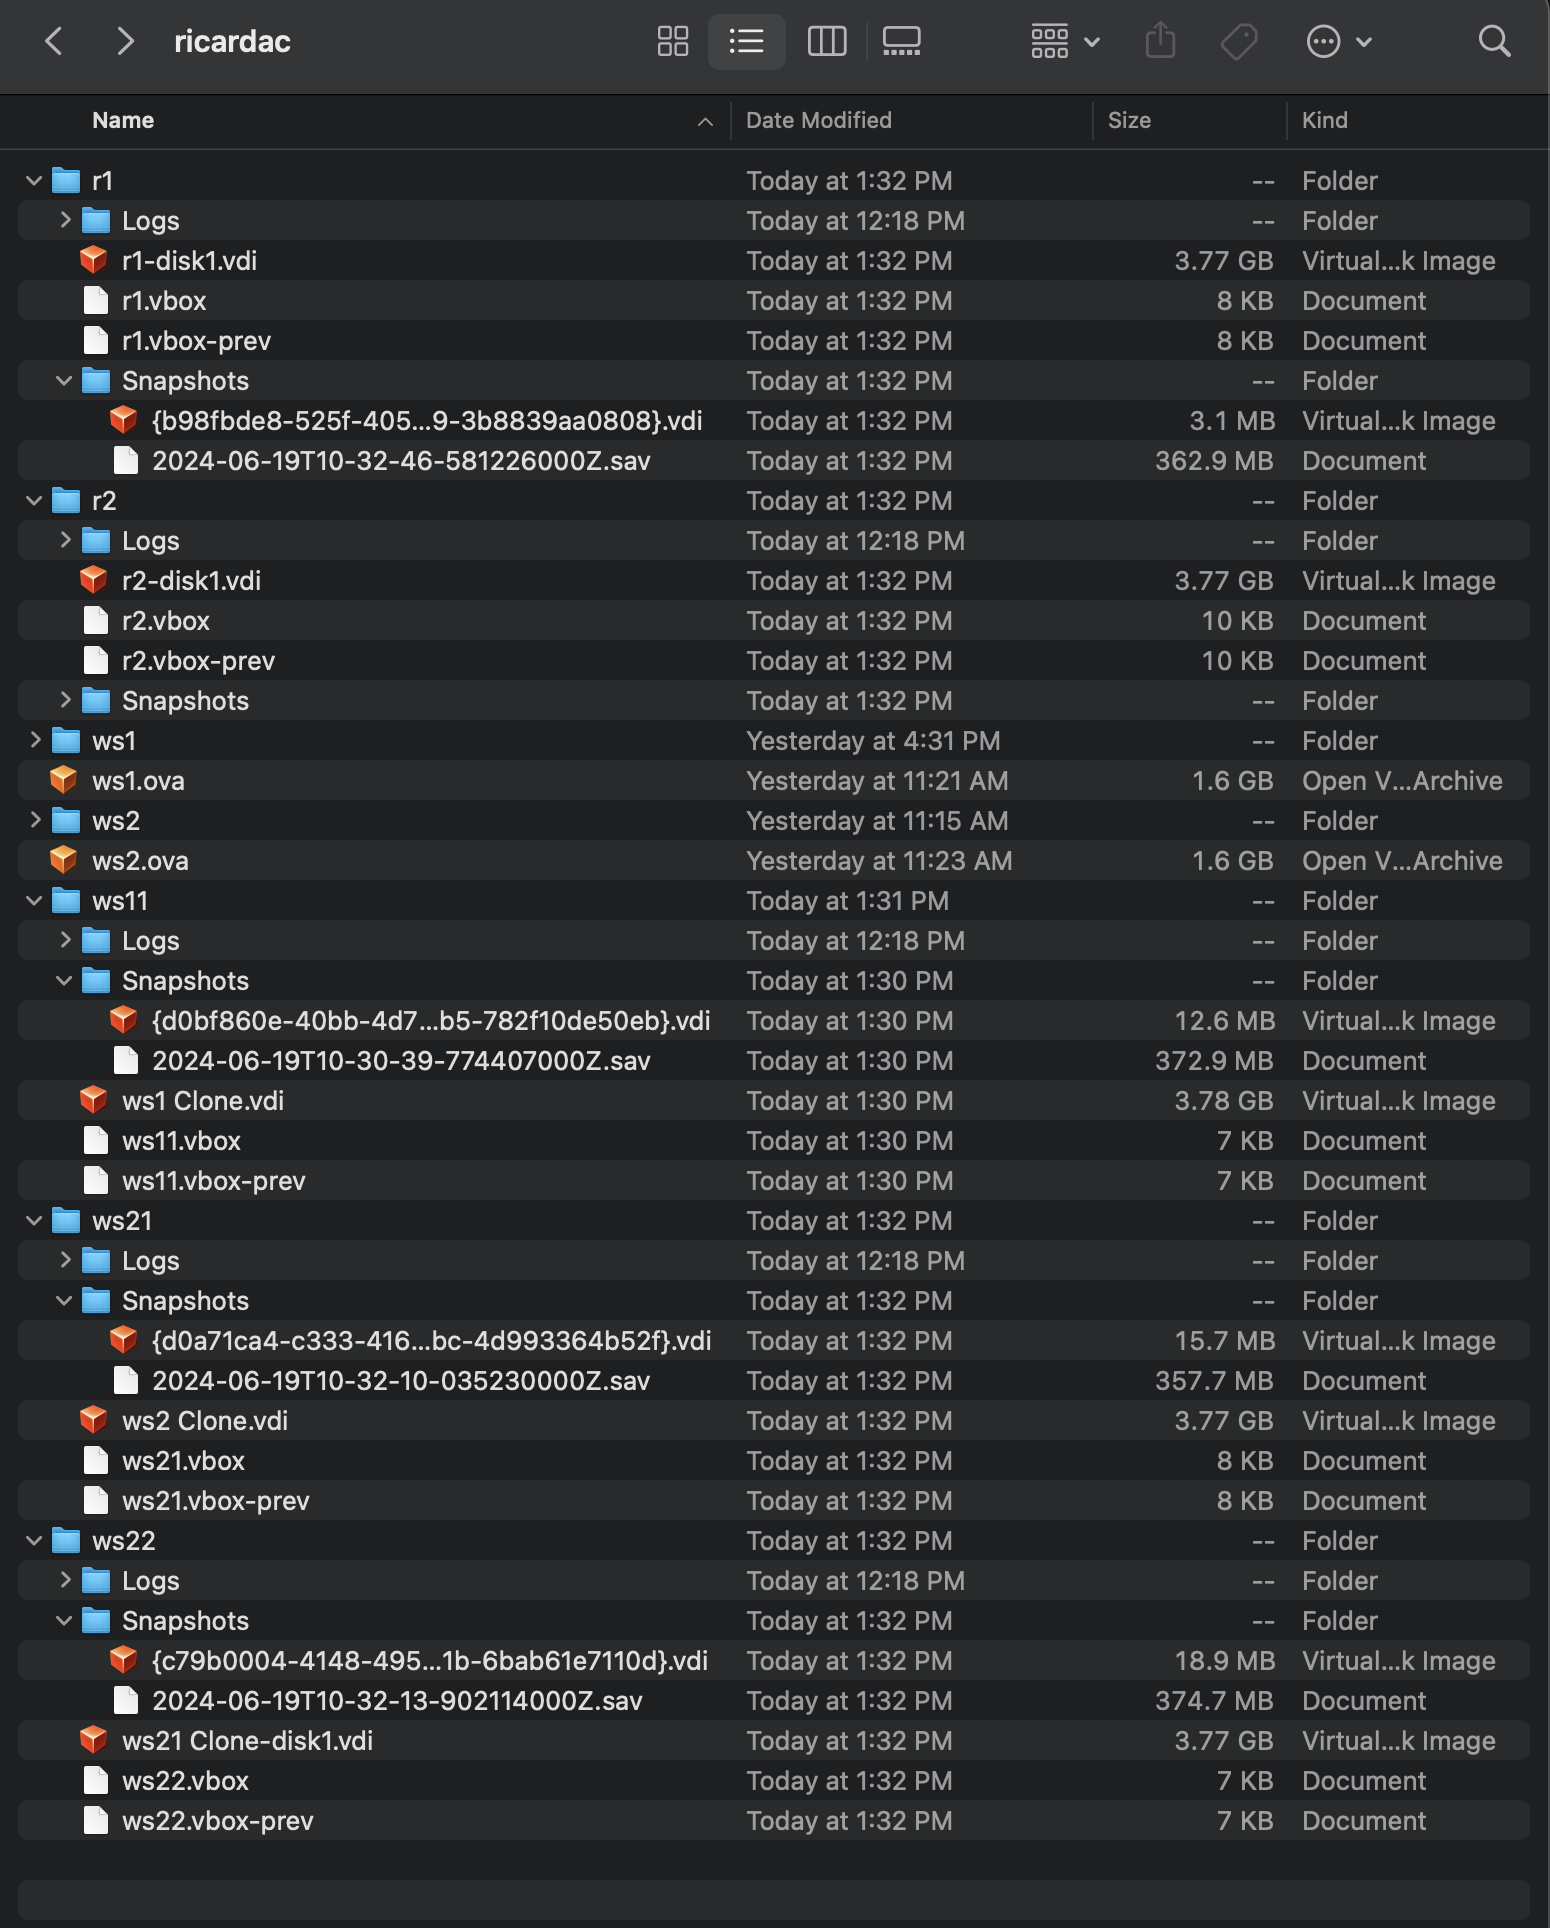 ricardac
Name Date Modified Size Kind
r1 Today at 1:32 PM -- Folder
Logs Today at 12:18 PM -- Folder
r1-disk1.vdi Today at 1:32 PM 3.77 GB Virtual...k Image
r1.vbox Today at 1:32 PM 8 KB Document
r1.vbox-prev Today at 1:32 PM 8 KB Document
Snapshots Today at 1:32 PM -- Folder
{b98fbde8-525f-405...9-3b8839aa0808}.vdi Today at 1:32 PM 3.1 MB Virtual...k Image
2024-06-19T10-32-46-581226000Z.sav Today at 1:32 PM 362.9 MB Document
r2 Today at 1:32 PM -- Folder
Logs Today at 12:18 PM -- Folder
r2-disk1.vdi Today at 1:32 PM 3.77 GB Virtual...k Image
r2.vbox Today at 1:32 PM 10 KB Document
r2.vbox-prev Today at 1:32 PM 10 KB Document
Snapshots Today at 1:32 PM -- Folder
ws1 Yesterday at 4:31 PM -- Folder
ws1.ova Yesterday at 11:21 AM 1.6 GB Open V...Archive
ws2 Yesterday at 11:15 AM -- Folder
ws2.ova Yesterday at 11:23 AM 1.6 GB Open V...Archive
ws11 Today at 1:31 PM -- Folder
Logs Today at 12:18 PM -- Folder
Snapshots Today at 1:30 PM -- Folder
{d0bf860e-40bb-4d7...b5-782f10de50eb}.vdi Today at 1:30 PM 12.6 MB Virtual...k Image
2024-06-19T10-30-39-774407000Z.sav Today at 1:30 PM 372.9 MB Document
ws1 Clone.vdi Today at 1:30 PM 3.78 GB Virtual...k Image
ws11.vbox Today at 1:30 PM 7 KB Document
ws11.vbox-prev Today at 1:30 PM 7 KB Document
ws21 Today at 1:32 PM -- Folder
Logs Today at 12:18 PM -- Folder
Snapshots Today at 1:32 PM -- Folder
{d0a71ca4-c333-416...bc-4d993364b52f}.vdi Today at 1:32 PM 15.7 MB Virtual...k Image
2024-06-19T10-32-10-035230000Z.sav Today at 1:32 PM 357.7 MB Document
ws2 Clone.vdi Today at 1:32 PM 3.77 GB Virtual...k Image
ws21.vbox Today at 1:32 PM 8 KB Document
ws21.vbox-prev Today at 1:32 PM 8 KB Document
ws22 Today at 1:32 PM -- Folder
Logs Today at 12:18 PM -- Folder
Snapshots Today at 1:32 PM -- Folder
{c79b0004-4148-495...1b-6bab61e7110d}.vdi Today at 1:32 PM 18.9 MB Virtual...k Image
2024-06-19T10-32-13-902114000Z.sav Today at 1:32 PM 374.7 MB Document
ws21 Clone-disk1.vdi Today at 1:32 PM 3.77 GB Virtual...k Image
ws22.vbox Today at 1:32 PM 7 KB Document
ws22.vbox-prev Today at 1:32 PM 7 KB Document